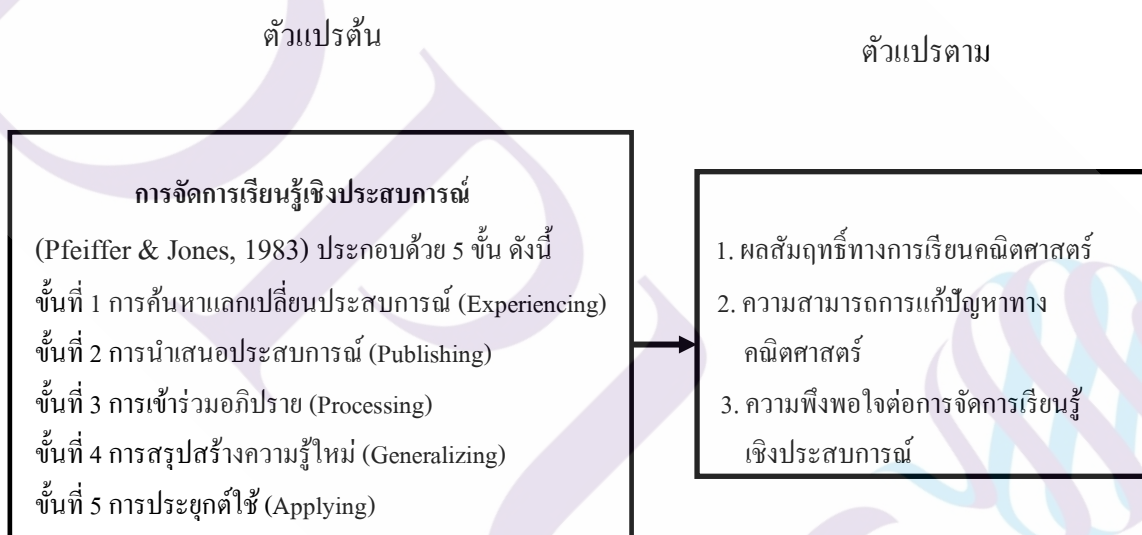 ตัวแปรต้น
ตัวแปรตาม
การจัดการเรียนรู้เชิงประสบการณ์
(Pfeiffer & Jones, 1983) ประกอบด้วย 5 ขั้น ดังนี้
ขั้นที่ 1 การค้นหาแลกเปลี่ยนประสบการณ์ (Experiencing)
ขั้นที่ 2 การนำเสนอประสบการณ์ (Publishing)
ขั้นที่ 3 การเข้าร่วมอภิปราย (Processing)
ขั้นที่ 4 การสรุปสร้างความรู้ใหม่ (Generalizing)
ขั้นที่ 5 การประยุกต์ใช้ (Applying)
1. ผลสัมฤทธิ์ทางการเรียนคณิตศาสตร์
2. ความสามารถการแก้ปัญหาทาง
คณิตศาสตร์
3. ความพึงพอใจต่อการจัดการเรียนรู้
เชิงประสบการณ์